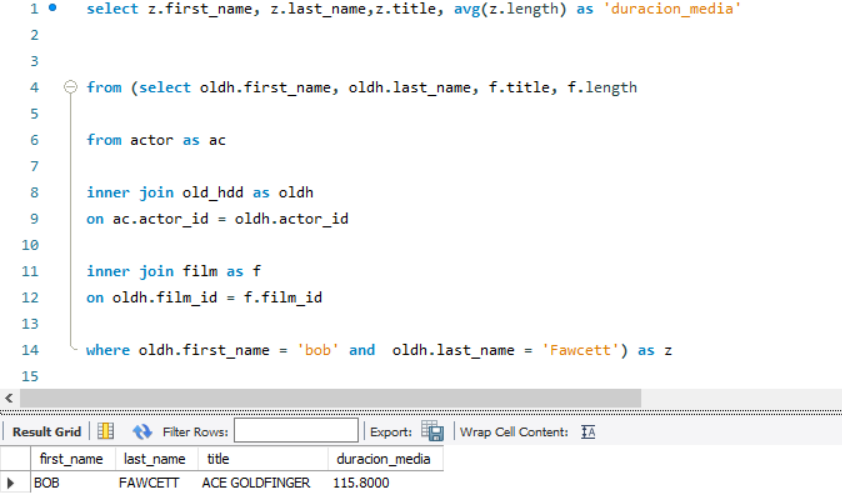 1 select z.first_name, z.last_name,z.title, avg(z.length) as 'duracion_media'
2
3
4 from (select oldh.first_name, oldh.last_name, f.title, f.length
5
6 from actor as ac
7
8 inner join old_hdd as oldh
9 on ac.actor_id = oldh.actor_id
10
11 inner join film as f
12 on oldh.film_id = f.film_id
13
14 where oldh.first_name = 'bob' and  oldh.last_name = 'Fawcett') as z
15
Result Grid Filter Rows: Export: Wrap Cell Content: IA
first_name last_name title duracion_media
BOB FAWCETT ACE GOLDFINGER 115.8000